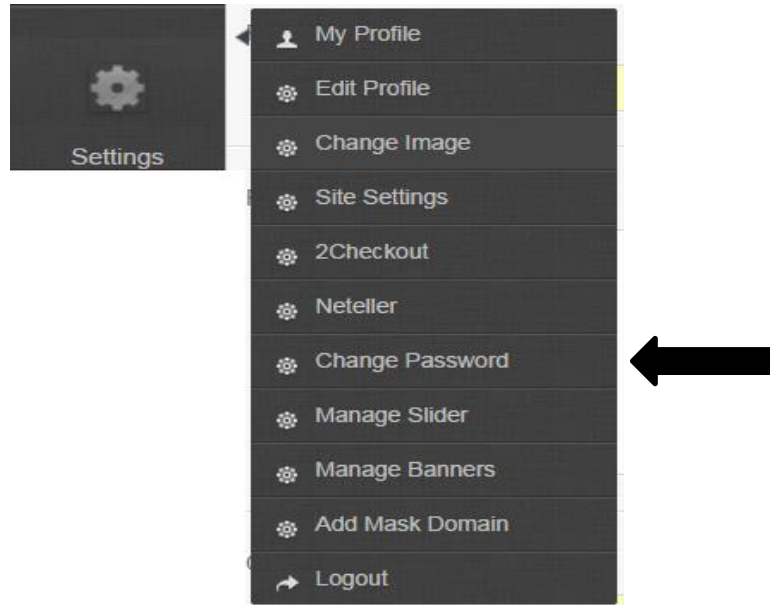 Settings
My Profile
Edit Profile
Change Image
Site Settings
2Checkout
Neteller
Change Password
Manage Slider
Manage Banners
Add Mask Domain
Logout